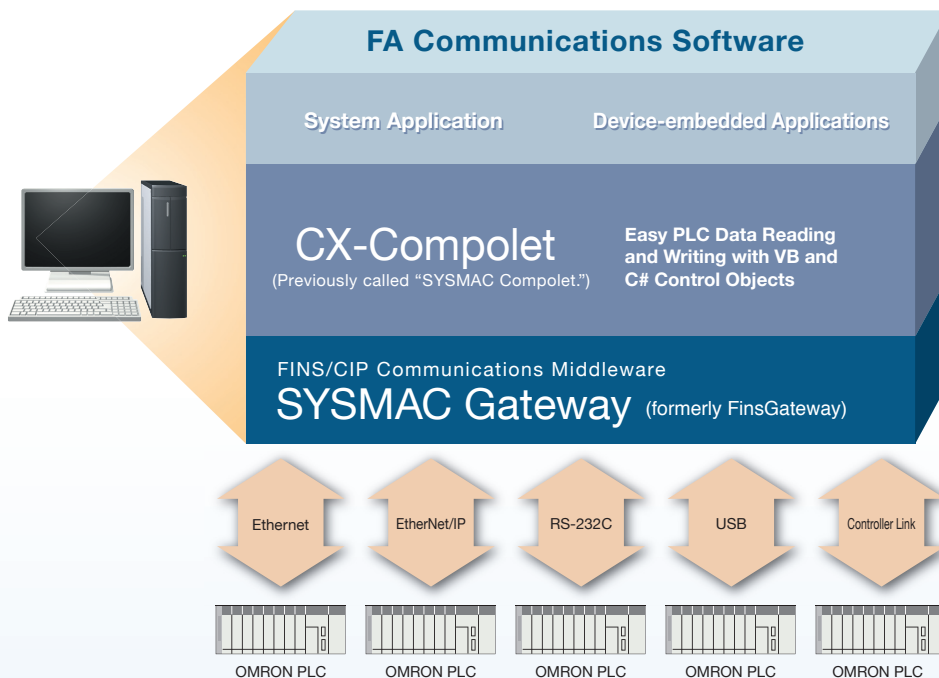 FA Communications Software
System Application
Device-embedded Applications
CX-Compolet
(Previously called “SYSMAC Compolet.”)
Easy PLC Data Reading
and Writing with VB and
C# Control Objects
FINS/CIP Communications Middleware
SYSMAC Gateway (formerly FinsGateway)
Ethernet
EtherNet/IP
RS-232C
USB
Controller Link
OMRON PLC
OMRON PLC
OMRON PLC
OMRON PLC
OMRON PLC